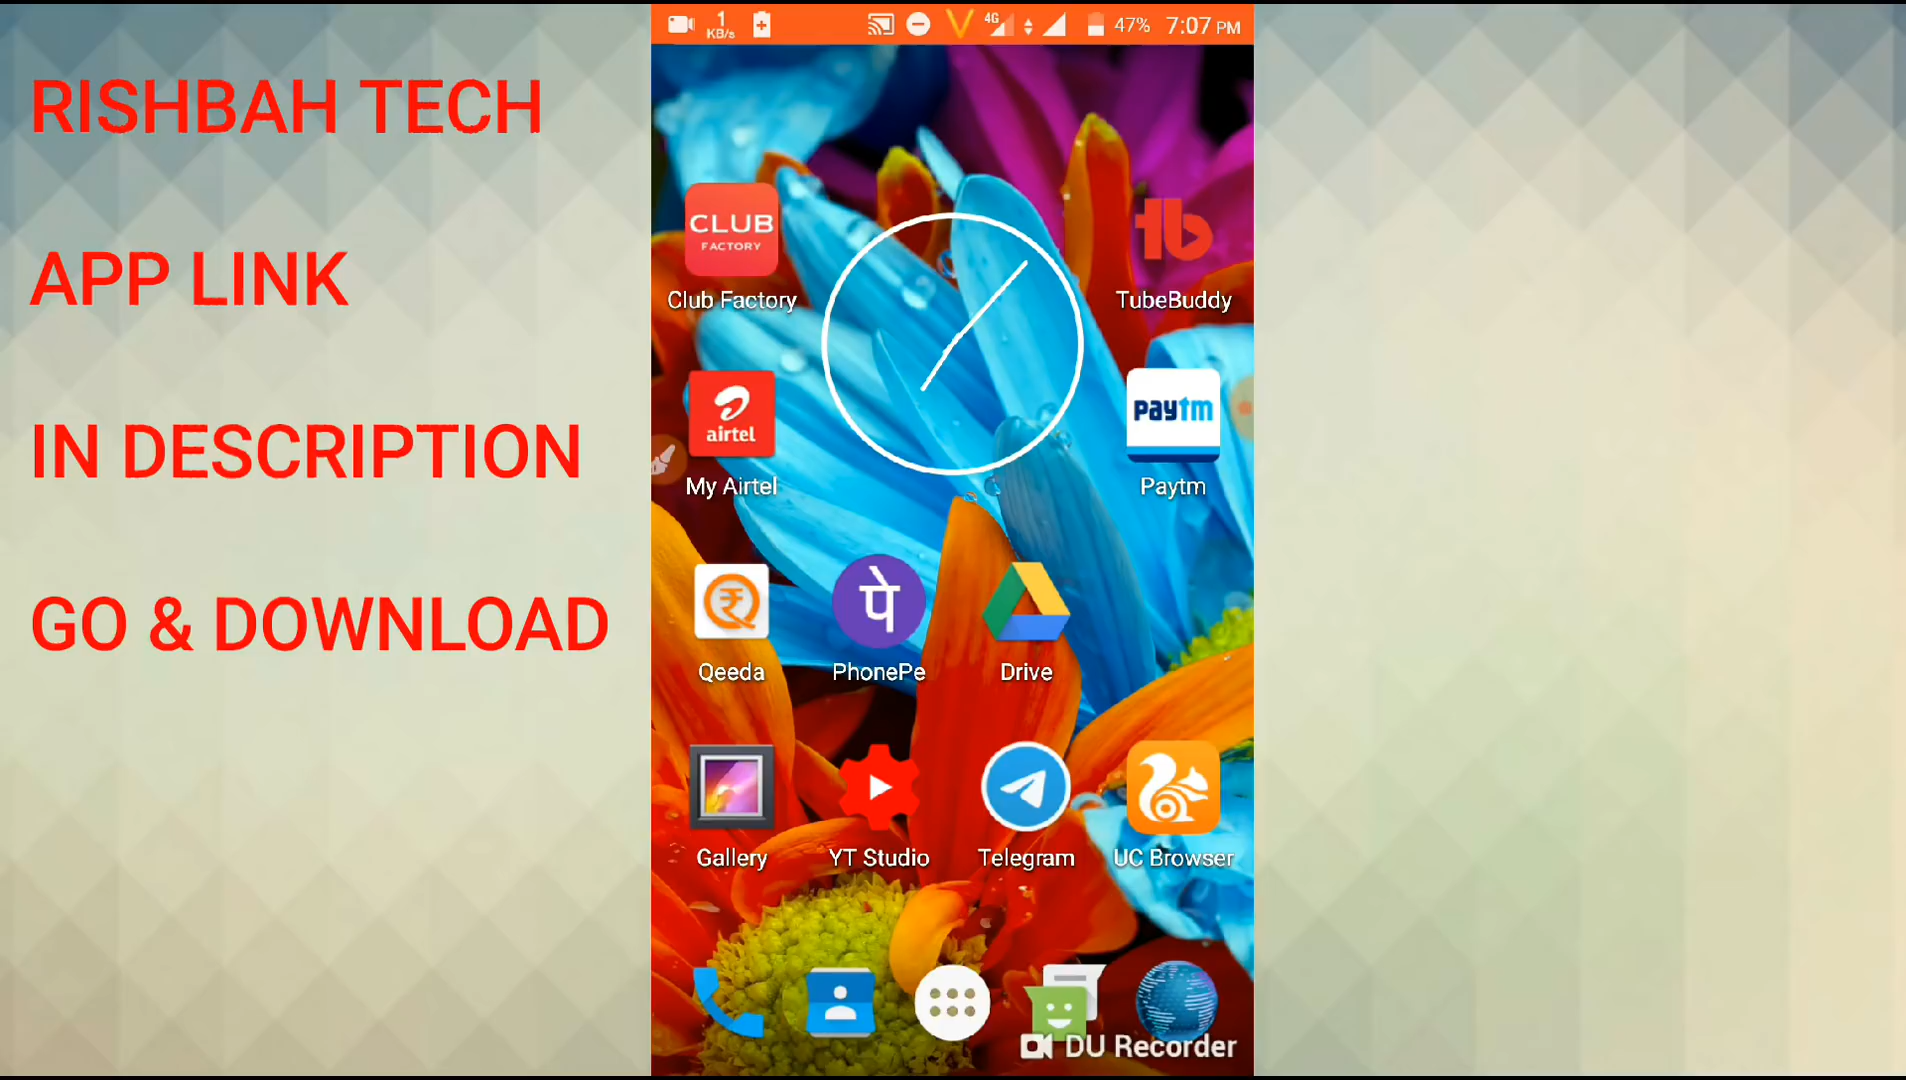 RISHBAH TECH
APP LINK
IN DESCRIPTION
GO & DOWNLOAD
1
KB/s
4G
47%
7:07 PM
CLUB
FACTORY
Club Factory
TubeBuddy
airtel
My Airtel
paytm
Paytm
Qeeda
पे
PhonePe
Drive
Gallery
YT Studio
Telegram
UC Browser
DU Recorder